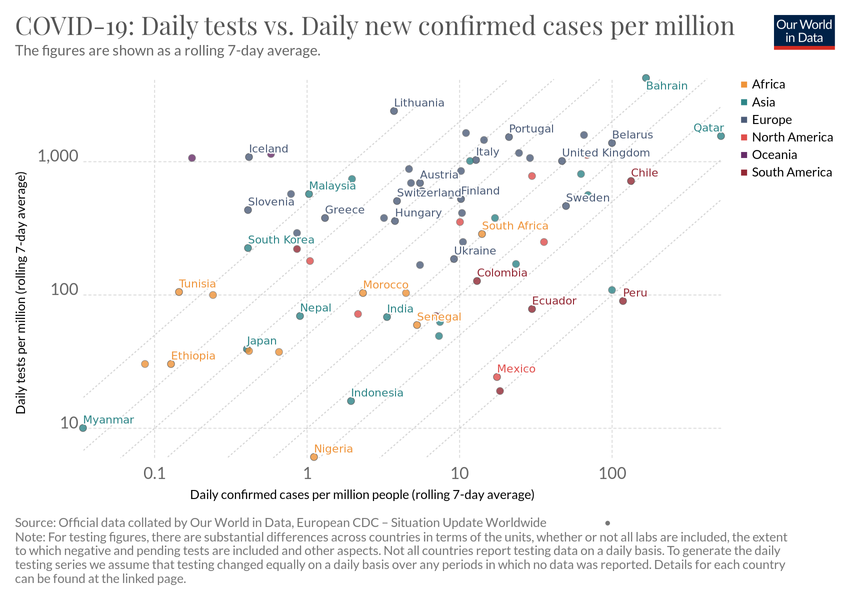 COVID-19: Daily tests vs. Daily new confirmed cases per million
The figures are shown as a rolling 7-day average.
Our World
in Data
Africa
Asia
Europe
North America
Oceania
South America
Daily tests per million (rolling 7-day average)
1,000
100
10
Bahrain
Lithuania
Qatar
Portugal
Belarus
Iceland
Italy
United Kingdom
Chile
Austria
Malaysia
Switzerland
Finland
Sweden
Slovenia
Greece
Hungary
South Africa
South Korea
Ukraine
Colombia
Tunisia
Morocco
Peru
Ecuador
Nepal
India
Senegal
Japan
Ethiopia
Mexico
Indonesia
Myanmar
Nigeria
0.1
1
10
100
Daily confirmed cases per million people (rolling 7-day average)
Source: Official data collated by Our World in Data, European CDC – Situation Update Worldwide
Note: For testing figures, there are substantial differences across countries in terms of the units, whether or not all labs are included, the extent
to which negative and pending tests are included and other aspects. Not all countries report testing data on a daily basis. To generate the daily
testing series we assume that testing changed equally on a daily basis over any periods in which no data was reported. Details for each country
can be found at the linked page.